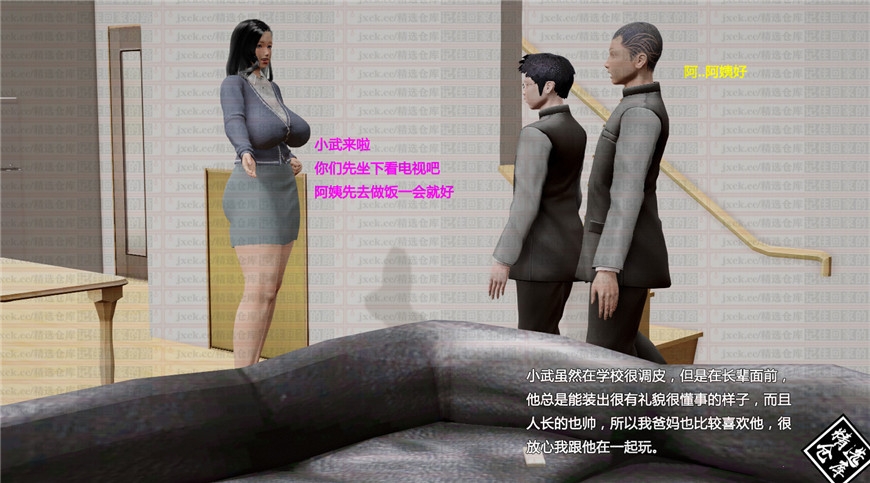 阿..阿姨好
小武来啦
你们先坐下看电视吧
阿姨先去做饭一会就好
小武虽然在学校很调皮，但是在长辈面前，
他总是能装出很有礼貌很懂事的样子，而且
人长的也帅，所以我爸妈也比较喜欢他，很
放心我跟他在一起玩。
精选
仓库